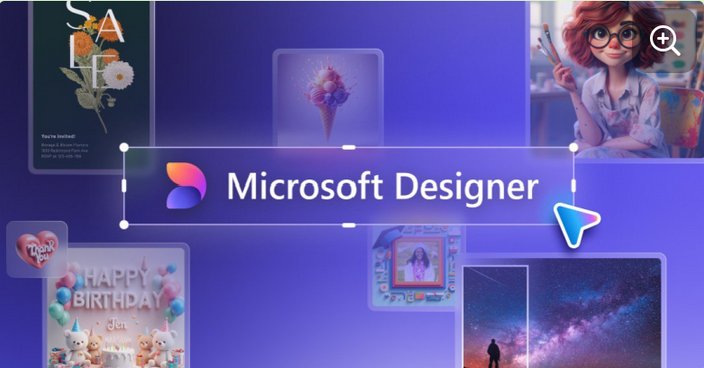 SALE
You're Invited!
Microsoft Designer
Thank
You
HAPPY
BIRTHDAY
Jen